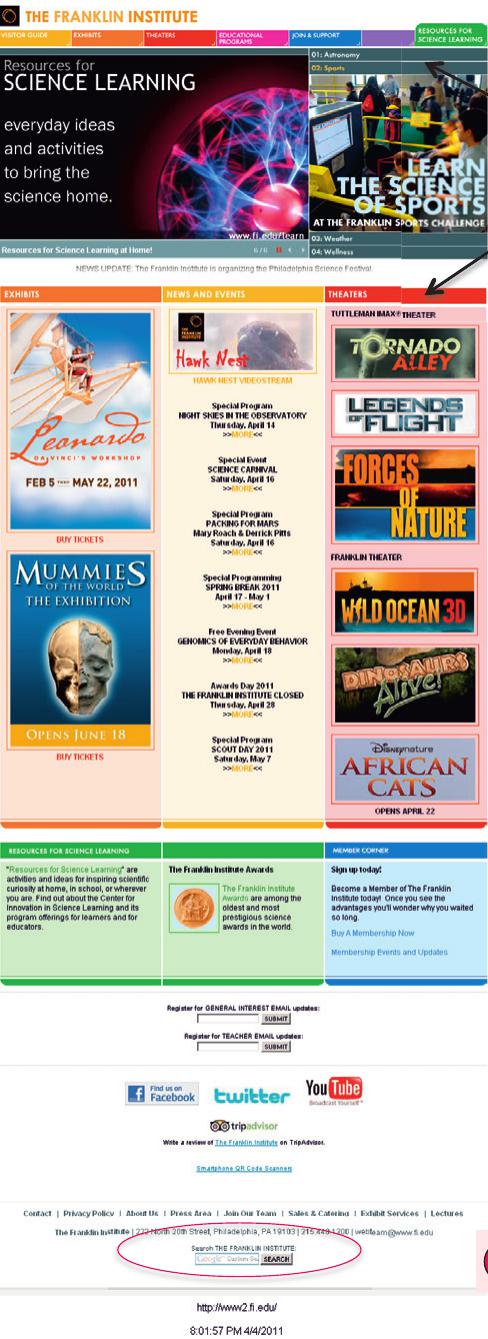 THE FRANKLIN INSTITUTE
VISITOR GUIDE
EXHIBITS
THEATERS
EDUCATIONAL
PROGRAMS
JOIN & SUPPORT
RESOURCES FOR
SCIENCE LEARNING
Resources for
SCIENCE LEARNING
everyday ideas
and activities
to bring the
science home.
www.fi.edu/learn
Resources for Science Learning at Home!
6 / 6
01: Astronomy
02: Sports
LEARN
THE SCIENCE
OF SPORTS
AT THE FRANKLIN SPORTS CHALLENGE
03: Weather
04: Wellness
NEWS UPDATE: The Franklin Institute is organizing the Philadelphia Science Festival.
EXHIBITS
Leonardo
DA VINCI'S WORKSHOP
FEB 5 THRU MAY 22, 2011
BUY TICKETS
MUMMIES
OF THE WORLD
THE EXHIBITION
OPENS JUNE 18
BUY TICKETS
NEWS AND EVENTS
THE FRANKLIN INSTITUTE
Hawk Nest
HAWK NEST VIDEOSTREAM
Special Program
NIGHT SKIES IN THE OBSERVATORY
Thursday, April 14
>>MORE<<
Special Event
SCIENCE CARNIVAL
Saturday, April 16
>>MORE<<
Special Program
PACKING FOR MARS
Mary Roach & Derrick Pitts
Saturday, April 16
>>MORE<<
Special Programming
SPRING BREAK 2011
April 17 - May 1
>>MORE<<
Free Evening Event
GENOMICS OF EVERYDAY BEHAVIOR
Monday, April 18
>>MORE<<
Awards Day 2011
THE FRANKLIN INSTITUTE CLOSED
Thursday, April 28
>>MORE<<
Special Program
SCOUT DAY 2011
Saturday, May 7
>>MORE<<
THEATERS
TUTTLEMAN IMAX® THEATER
TORNADO
ALLEY
LEGENDS
OF FLIGHT
FORCES
OF
NATURE
FRANKLIN THEATER
WILD OCEAN 3D
DINOSAURS
Alive!
Disneynature
AFRICAN
CATS
OPENS APRIL 22
RESOURCES FOR SCIENCE LEARNING
"Resources for Science Learning" are
activities and ideas for inspiring scientific
curiosity at home, in school, or wherever
you are. Find out about the Center for
Innovation in Science Learning and its
program offerings for learners and for
educators.
The Franklin Institute Awards
The Franklin Institute
Awards are among the
oldest and most
prestigious science
awards in the world.
MEMBER CORNER
Sign up today!
Become a Member of The Franklin
Institute today! Once you see the
advantages you'll wonder why you waited
so long.
Buy A Membership Now
Membership Events and Updates
Register for GENERAL INTEREST EMAIL updates:
SUBMIT
Register for TEACHER EMAIL updates:
SUBMIT
Find us on
Facebook
twitter
YouTube
Broadcast Yourself™
tripadvisor
Write a review of The Franklin Institute on TripAdvisor.
Smartphone QR Code Scanners
Contact | Privacy Policy | About Us | Press Area | Join Our Team | Sales & Catering | Exhibit Services | Lectures
The Franklin Institute | 222 North 20th Street, Philadelphia, PA 19103 | 215.448.1200 | webteam@www.fi.edu
Search THE FRANKLIN INSTITUTE:
Google™ Custom Se
SEARCH
http://www2.fi.edu/
8:01:57 PM 4/4/2011